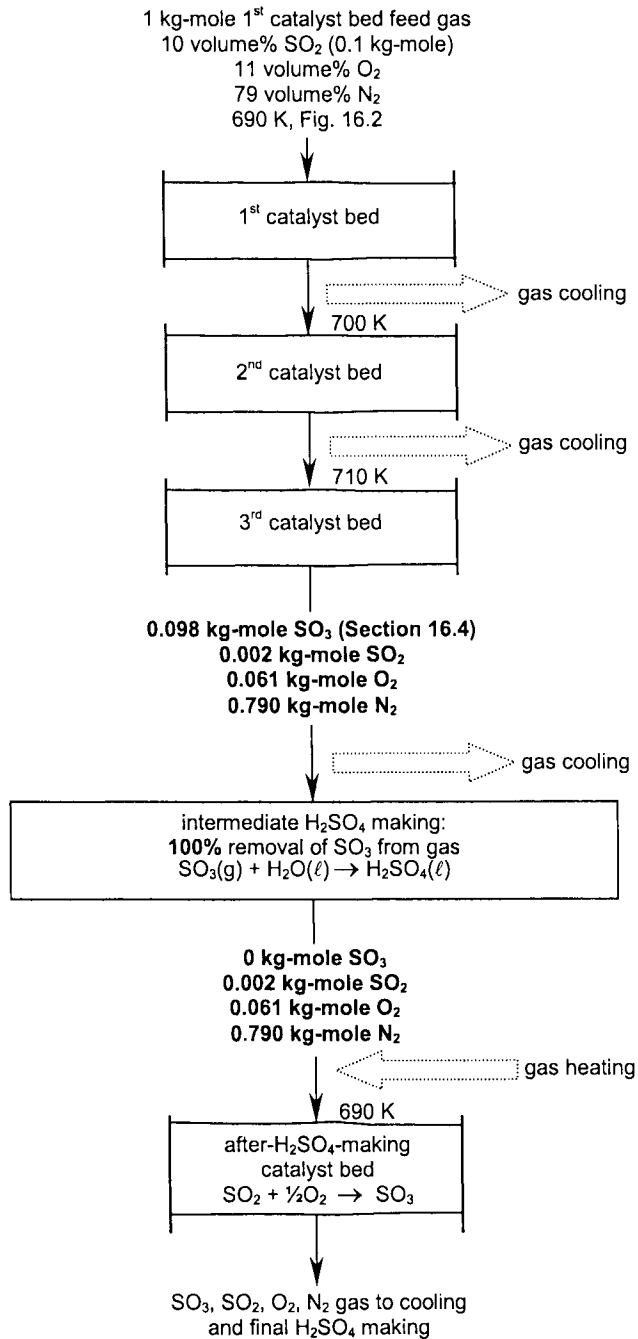 1 kg-mole 1ˢᵗ catalyst bed feed gas
10 volume% SO₂ (0.1 kg-mole)
11 volume% O₂
79 volume% N₂
690 K, Fig. 16.2
1ˢᵗ catalyst bed
gas cooling
700 K
2ⁿᵈ catalyst bed
gas cooling
710 K
3ʳᵈ catalyst bed
0.098 kg-mole SO₃ (Section 16.4)
0.002 kg-mole SO₂
0.061 kg-mole O₂
0.790 kg-mole N₂
gas cooling
intermediate H₂SO₄ making:
100% removal of SO₃ from gas
SO₃(g) + H₂O(ℓ) → H₂SO₄(ℓ)
0 kg-mole SO₃
0.002 kg-mole SO₂
0.061 kg-mole O₂
0.790 kg-mole N₂
gas heating
690 K
after-H₂SO₄-making
catalyst bed
SO₂ + ½O₂ → SO₃
SO₃, SO₂, O₂, N₂ gas to cooling
and final H₂SO₄ making